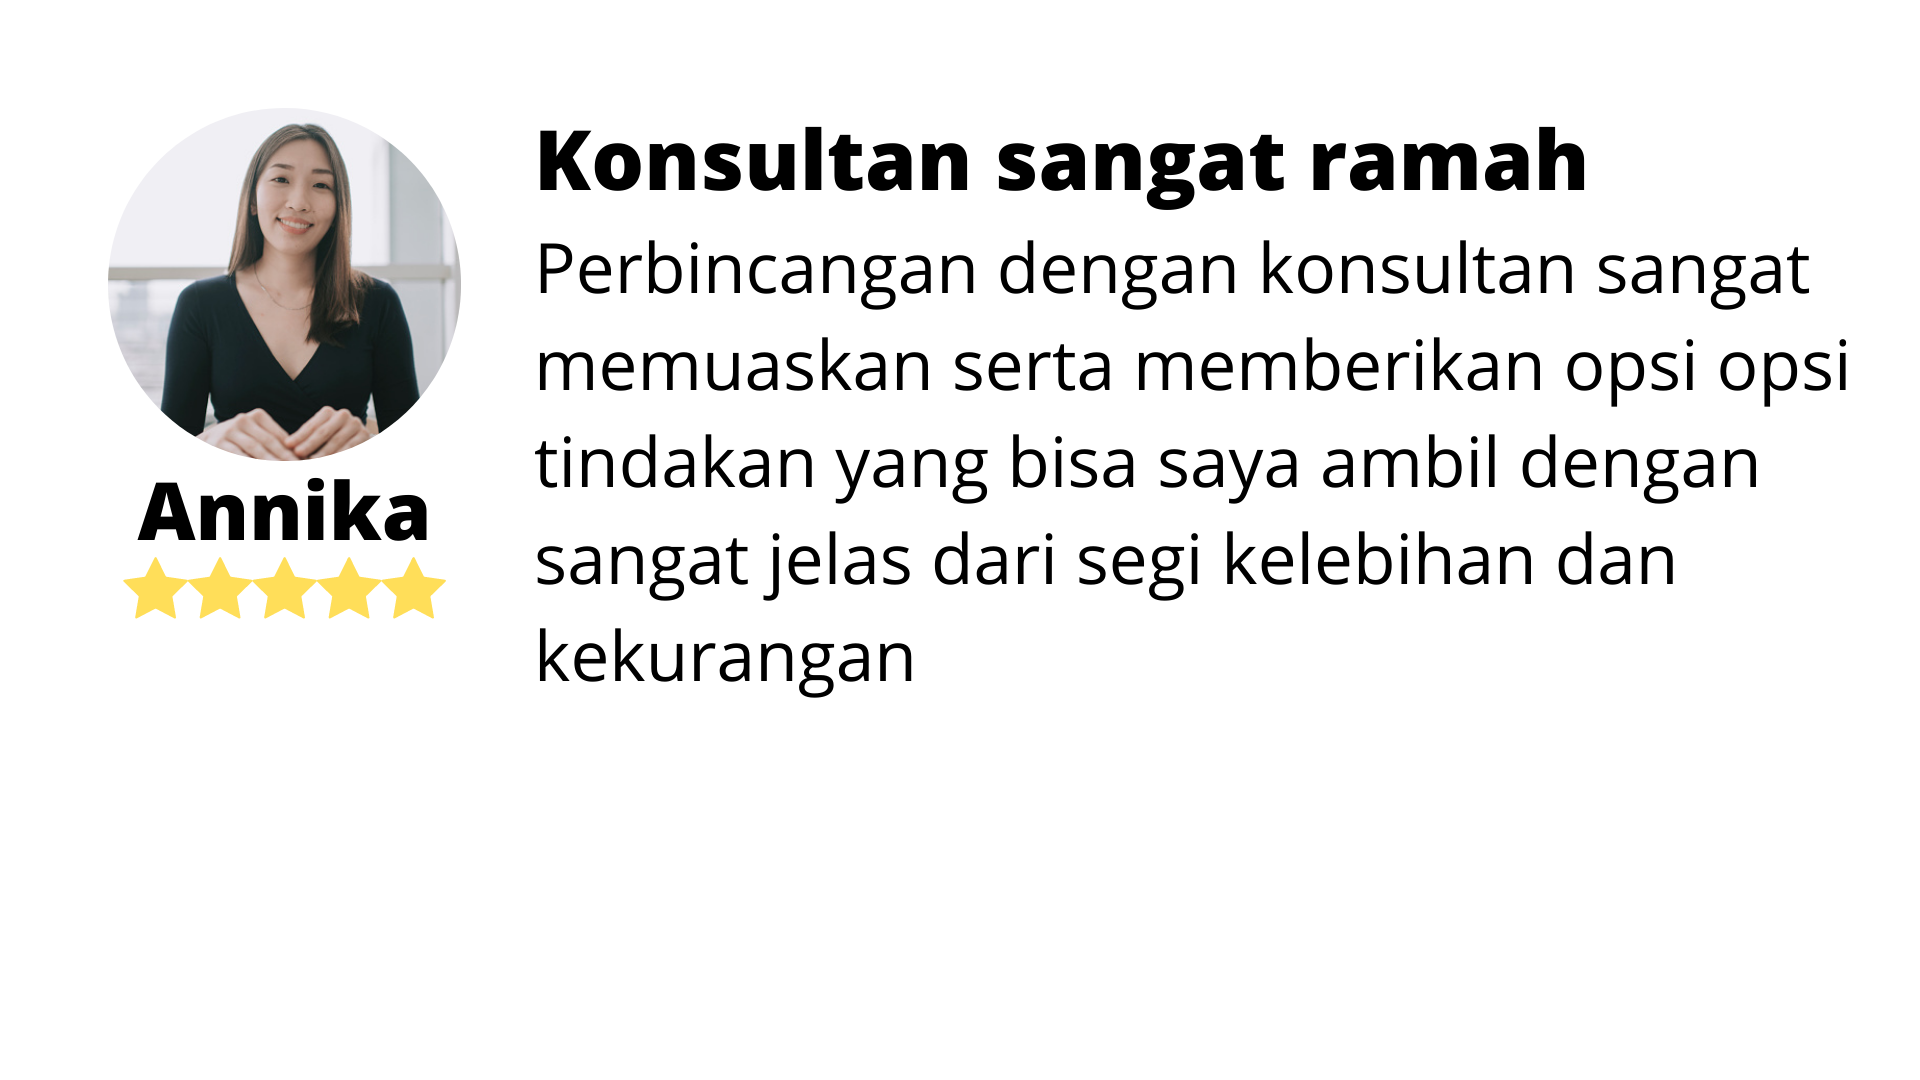 Konsultan sangat ramah
Perbincangan dengan konsultan sangat
memuaskan serta memberikan opsi opsi
tindakan yang bisa saya ambil dengan
sangat jelas dari segi kelebihan dan
kekurangan
Annika